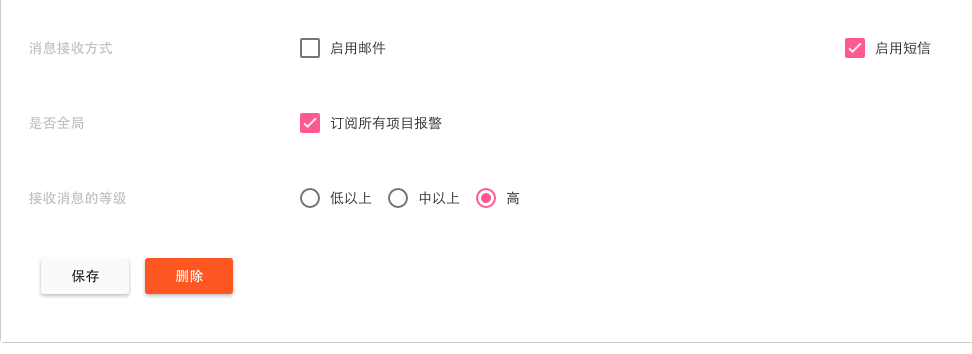 消息接收方式 启用邮件 启用短信
是否全局 订阅所有项目报警
接收消息的等级 低以上 中以上 高
保存 删除